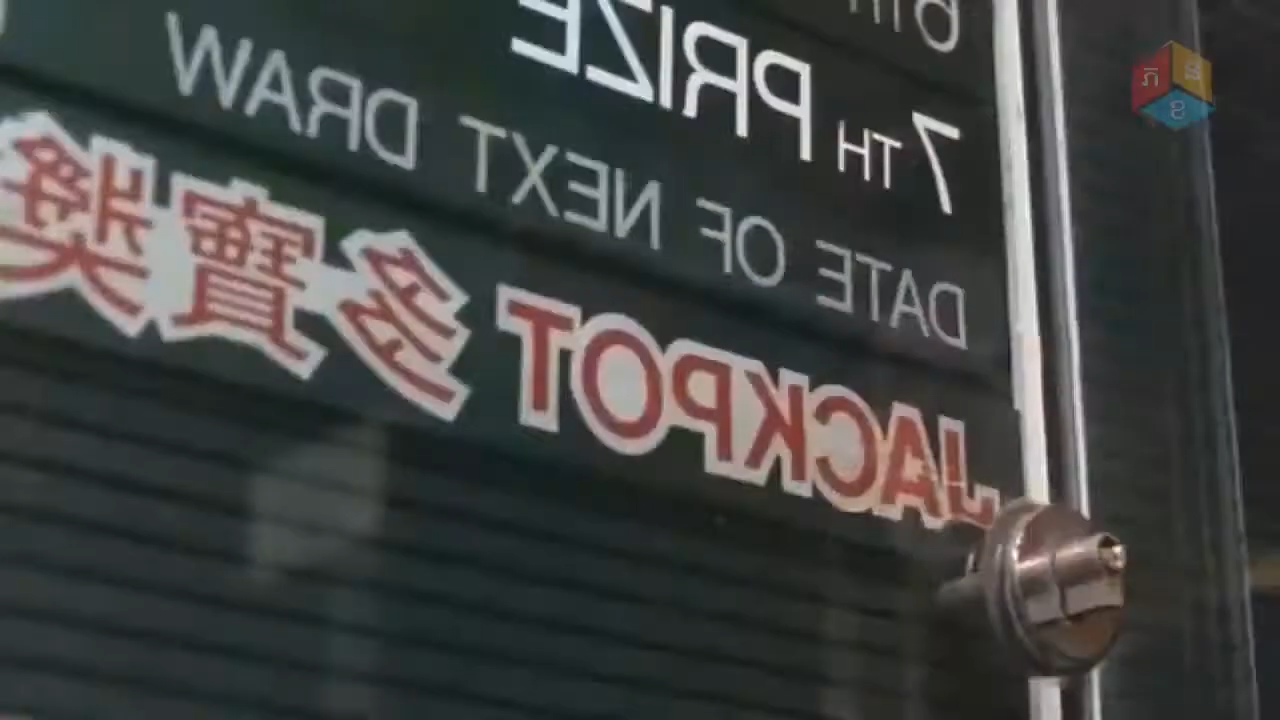 6TH
7TH PRIZE
DATE OF NEXT DRAW
JACKPOT 多寶獎